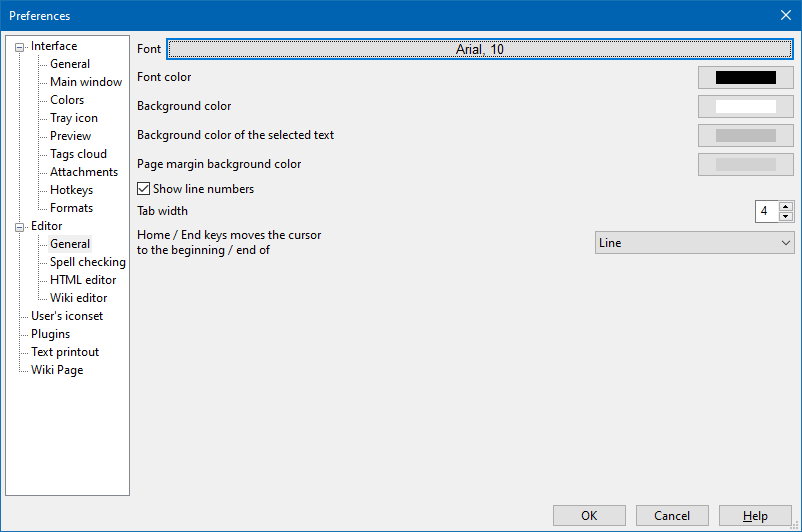 Preferences
Interface
General
Main window
Colors
Tray icon
Preview
Tags cloud
Attachments
Hotkeys
Formats
Editor
General
Spell checking
HTML editor
Wiki editor
User's iconset
Plugins
Text printout
Wiki Page
Font
Arial, 10
Font color
Background color
Background color of the selected text
Page margin background color
Show line numbers
Tab width
4
Home / End keys moves the cursor
to the beginning / end of
Line
OK
Cancel
Help